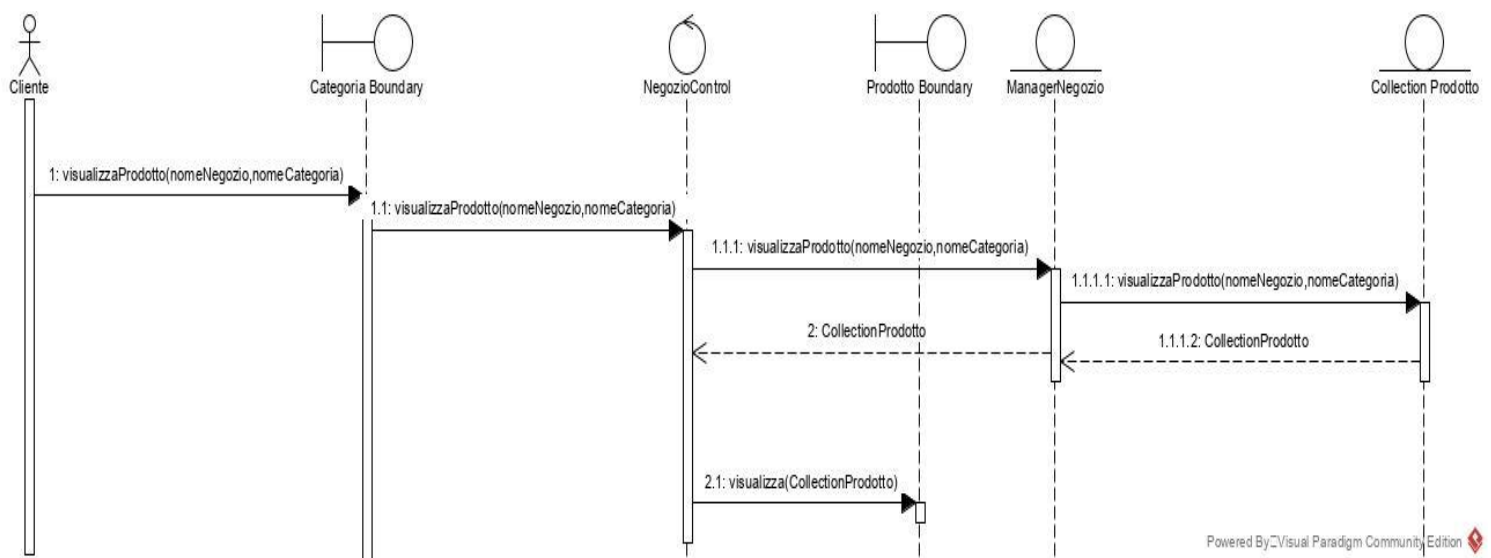 Cliente
Categoria Boundary
NegozioControl
Prodotto Boundary
ManagerNegozio
Collection Prodotto
1: visualizzaProdotto(nomeNegozio,nomeCategoria)
1.1: visualizzaProdotto(nomeNegozio,nomeCategoria)
1.1.1: visualizzaProdotto(nomeNegozio,nomeCategoria)
1.1.1.1: visualizzaProdotto(nomeNegozio,nomeCategoria)
2: CollectionProdotto
1.1.1.2: CollectionProdotto
2.1: visualizza(CollectionProdotto)
Powered By Visual Paradigm Community Edition